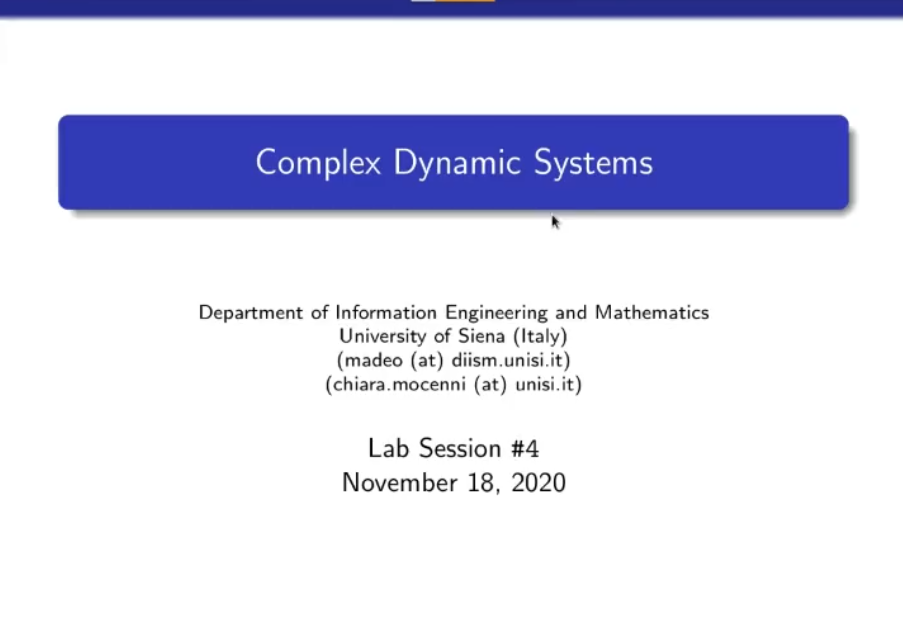 Complex Dynamic Systems
Department of Information Engineering and Mathematics
University of Siena (Italy)
(madeo (at) diism.unisi.it)
(chiara.mocenni (at) unisi.it)
Lab Session #4
November 18, 2020